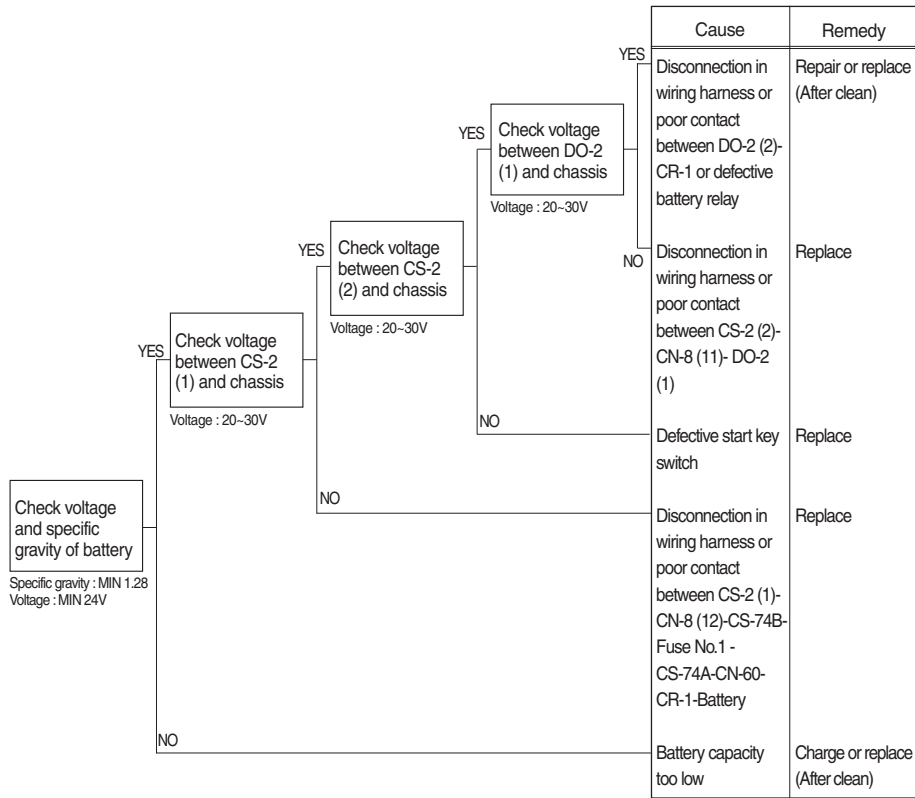 Cause
Remedy
YES
Disconnection in
wiring harness or
poor contact
between DO-2 (2)-
CR-1 or defective
battery relay
Repair or replace
(After clean)
YES
Check voltage
between DO-2
(1) and chassis
Voltage : 20~30V
NO
Disconnection in
wiring harness or
poor contact
between CS-2 (2)-
CN-8 (11)- DO-2
(1)
Replace
YES
Check voltage
between CS-2
(2) and chassis
Voltage : 20~30V
NO
Defective start key
switch
Replace
YES
Check voltage
between CS-2
(1) and chassis
Voltage : 20~30V
NO
Disconnection in
wiring harness or
poor contact
between CS-2 (1)-
CN-8 (12)-CS-74B-
Fuse No.1 -
CS-74A-CN-60-
CR-1-Battery
Replace
Check voltage
and specific
gravity of battery
Specific gravity : MIN 1.28
Voltage : MIN 24V
NO
Battery capacity
too low
Charge or replace
(After clean)